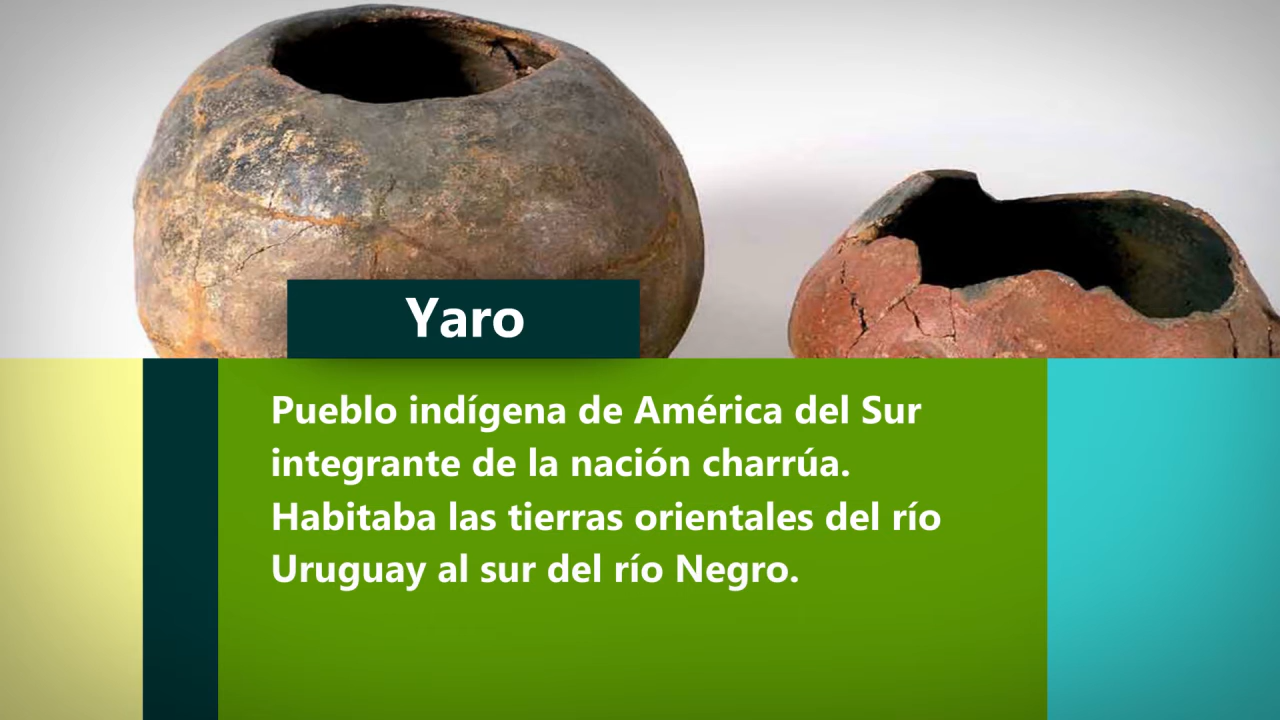 Yaro
Pueblo indígena de América del Sur
integrante de la nación charrúa.
Habitaba las tierras orientales del río
Uruguay al sur del río Negro.